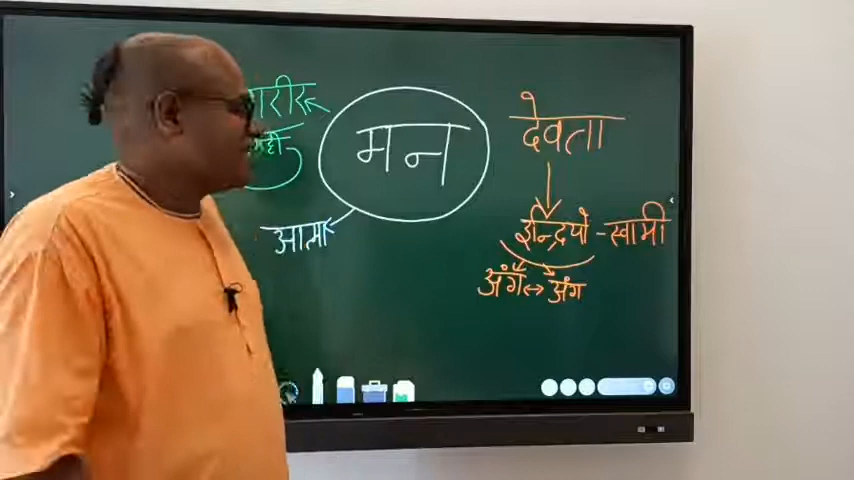 मन
देवता
इन्द्रियो - स्वामी
अंग ↔ अंग
आत्मा